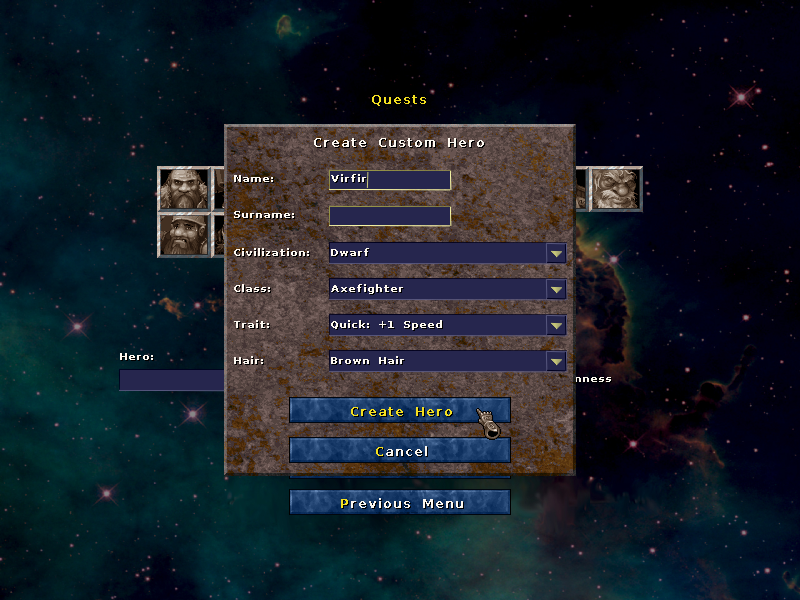 Quests
Create Custom Hero
Name: Virfir
Surname:
Civilization: Dwarf
Class: Axefighter
Trait: Quick: +1 Speed
Hair: Brown Hair
Hero:
nness
Create Hero
Cancel
Previous Menu